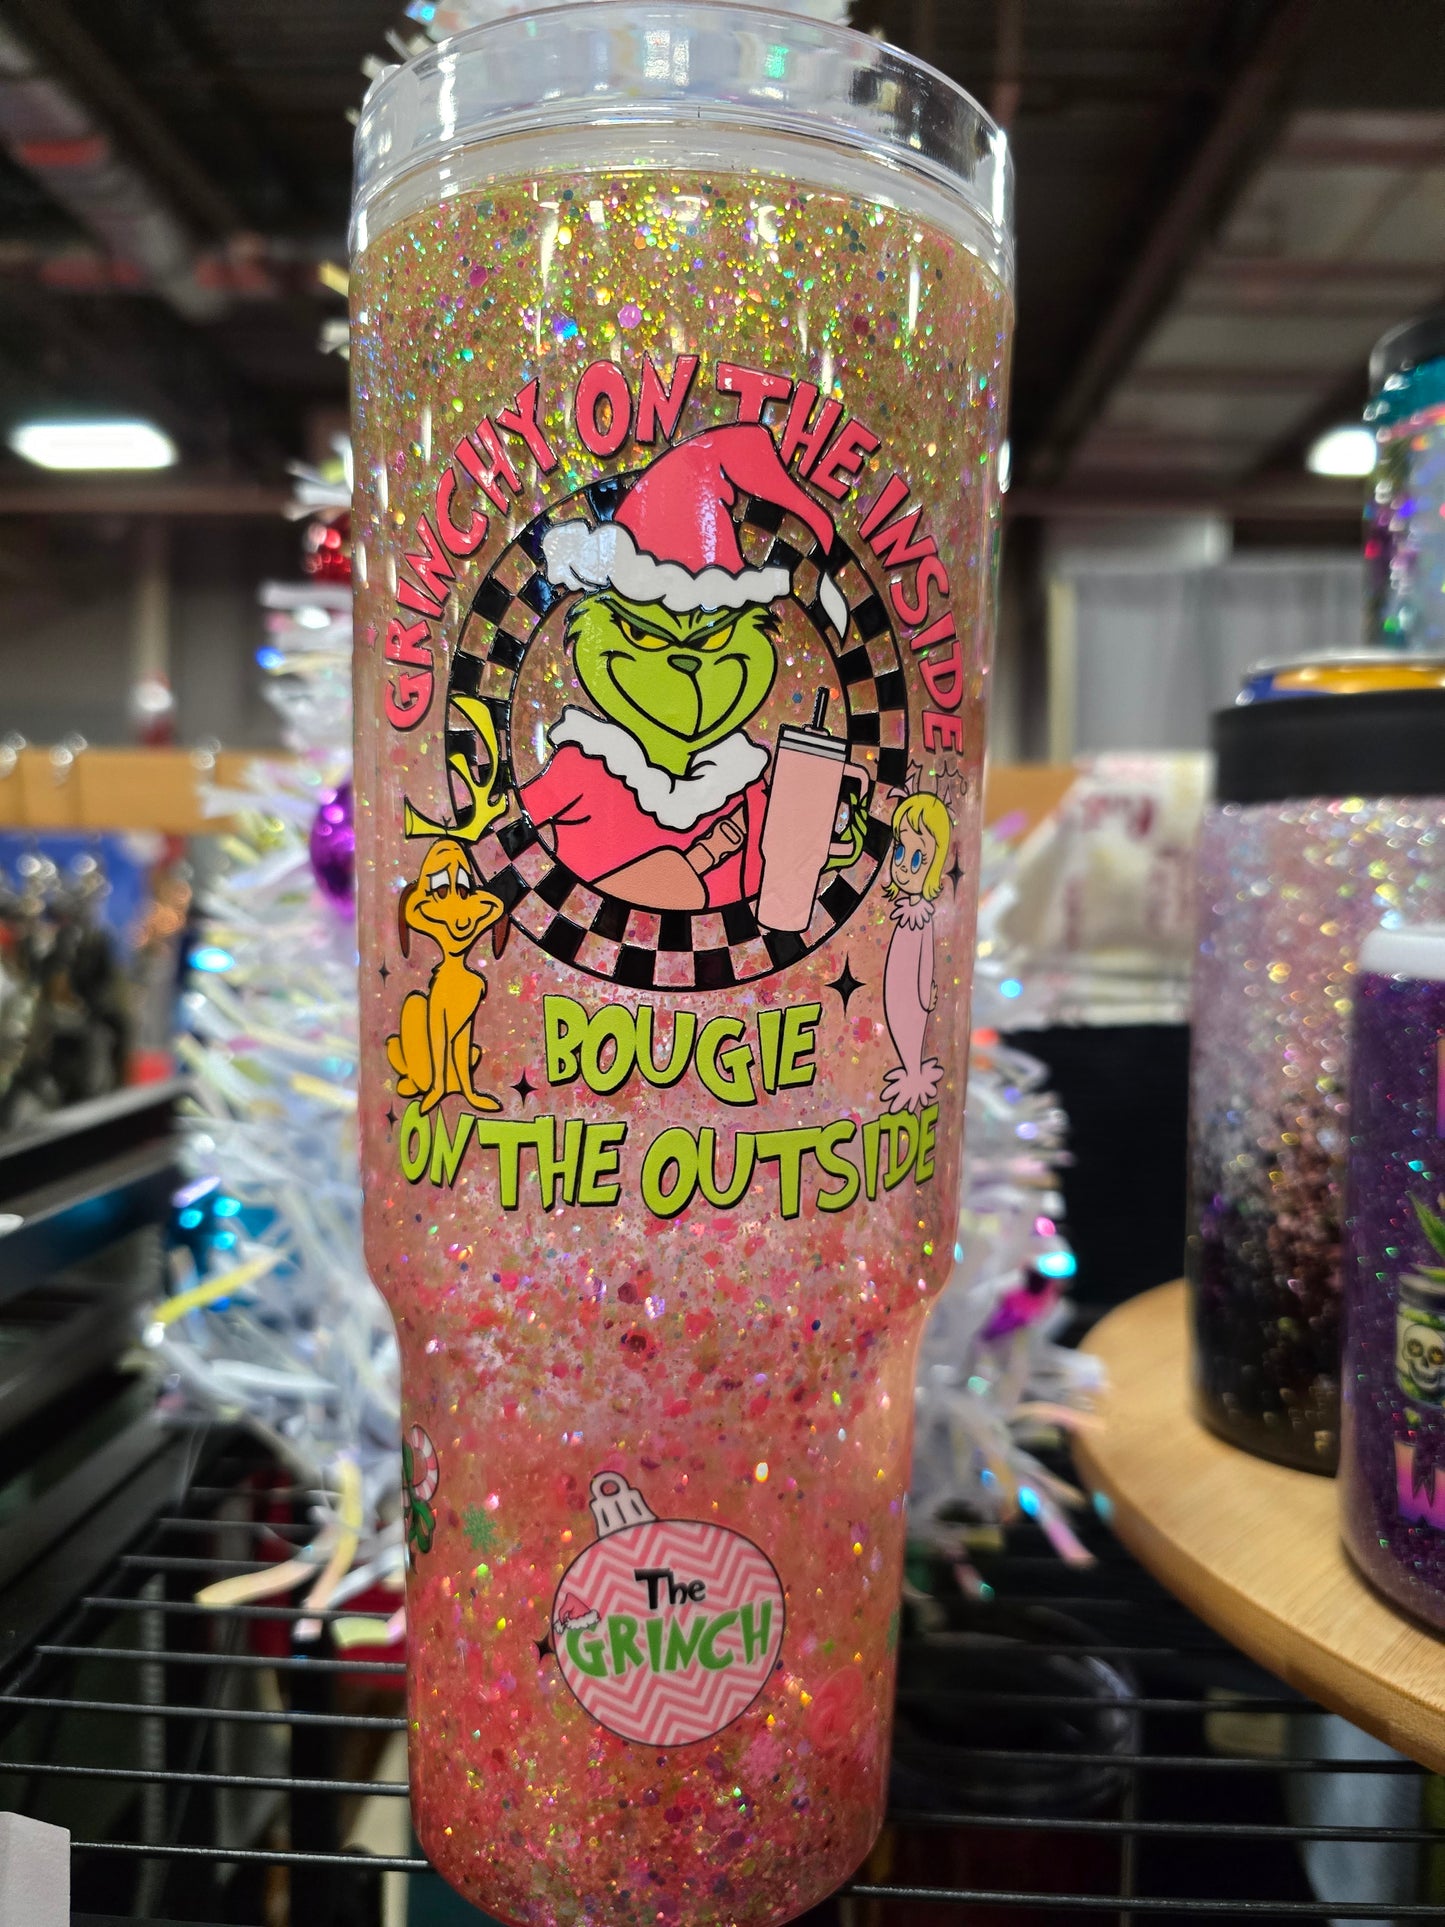 GRINCHY ON THE INSIDE
BOUGIE
ON THE OUTSIDE
The
GRINCH